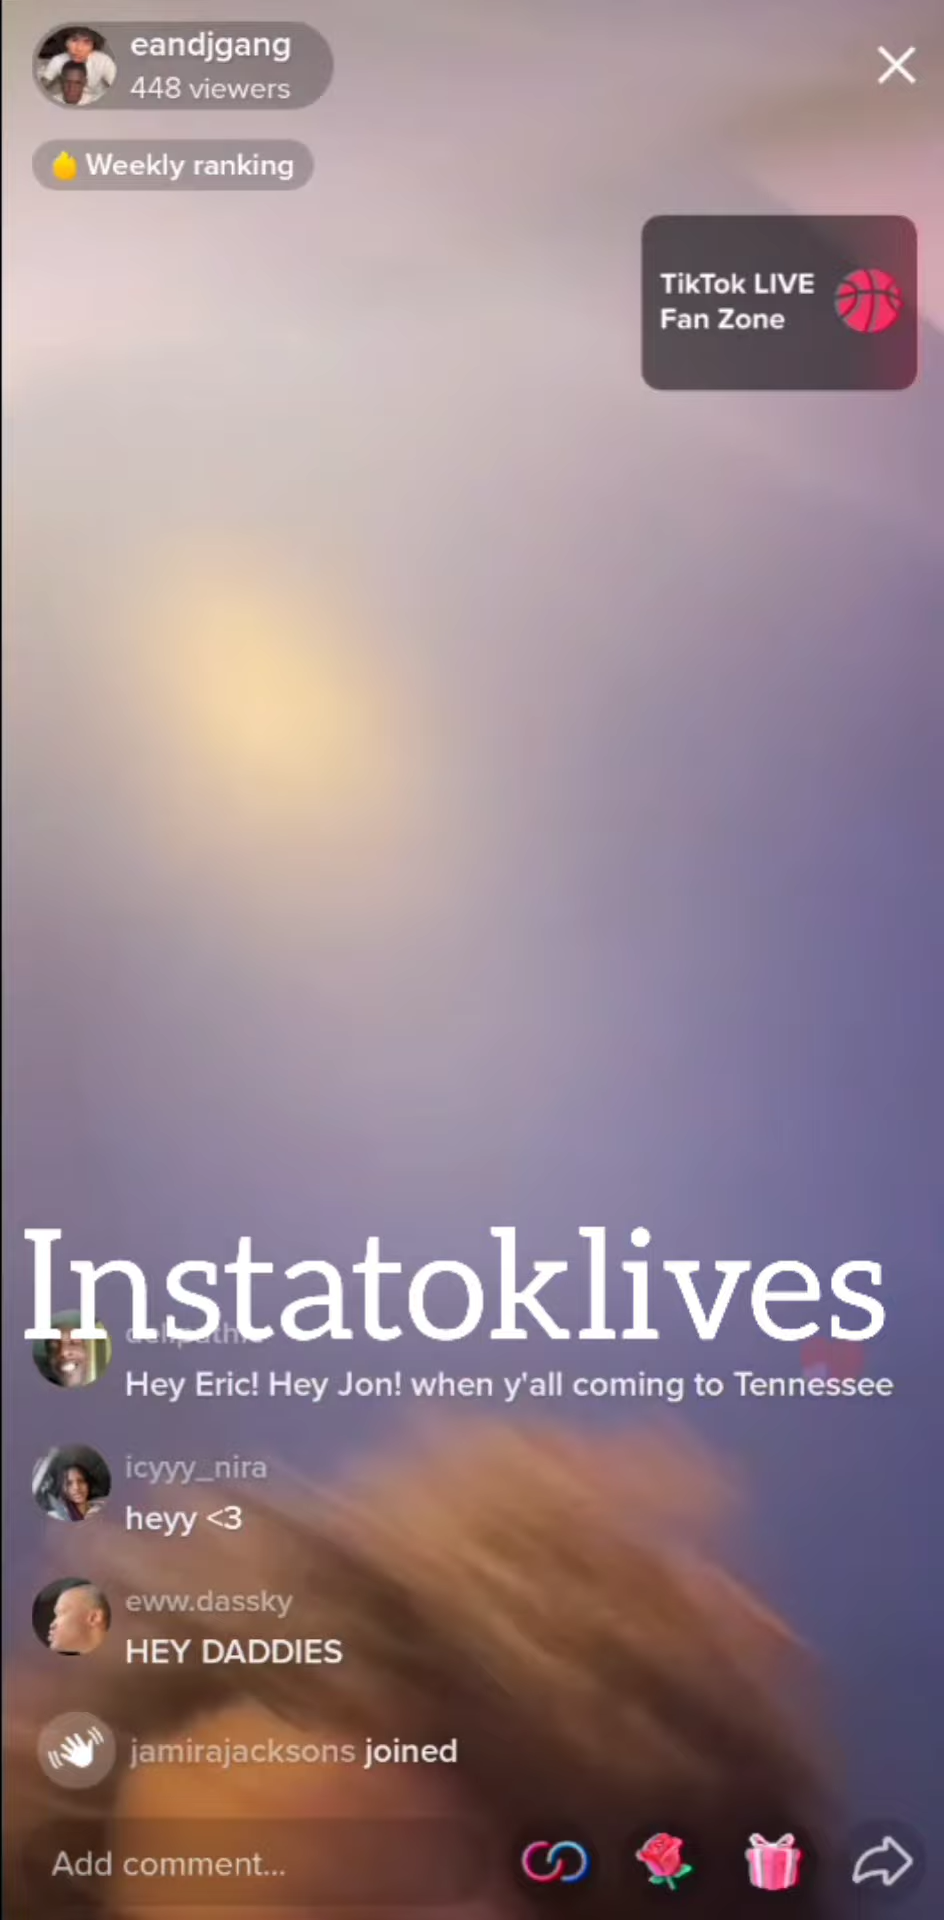 eandjgang
448 viewers
Weekly ranking
TikTok LIVE
Fan Zone
Instatoklives
Hey Eric! Hey Jon! when y'all coming to Tennessee
icyyy_nira
heyy <3
eww.dassky
HEY DADDIES
jamirajacksons joined
Add comment...